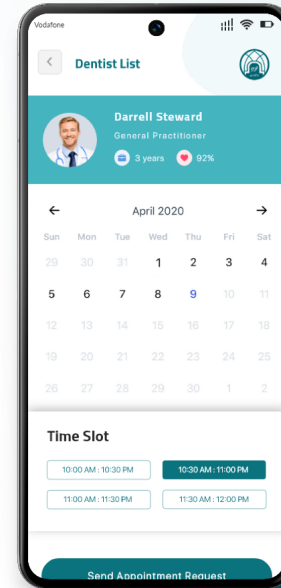 Vodafone
Dentist List
Darrell Steward
General Practitioner
3 years 92%
April 2020
Sun Mon Tue Wed Thu Fri Sat
29 30 31 1 2 3 4
5 6 7 8 9 10 11
12 13 14 15 16 17 18
19 20 21 22 23 24 25
26 27 28 29 30 1 2
Time Slot
10:00 AM : 10:30 PM 10:30 AM : 11:00 PM
11:00 AM : 11:30 PM 11:30 AM : 12:00 PM
Send Appointment Request